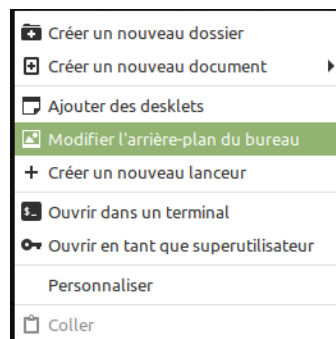 Créer un nouveau dossier
Créer un nouveau document
Ajouter des desklets
Modifier l'arrière-plan du bureau
Créer un nouveau lanceur
Ouvrir dans un terminal
Ouvrir en tant que superutilisateur
Personnaliser
Coller